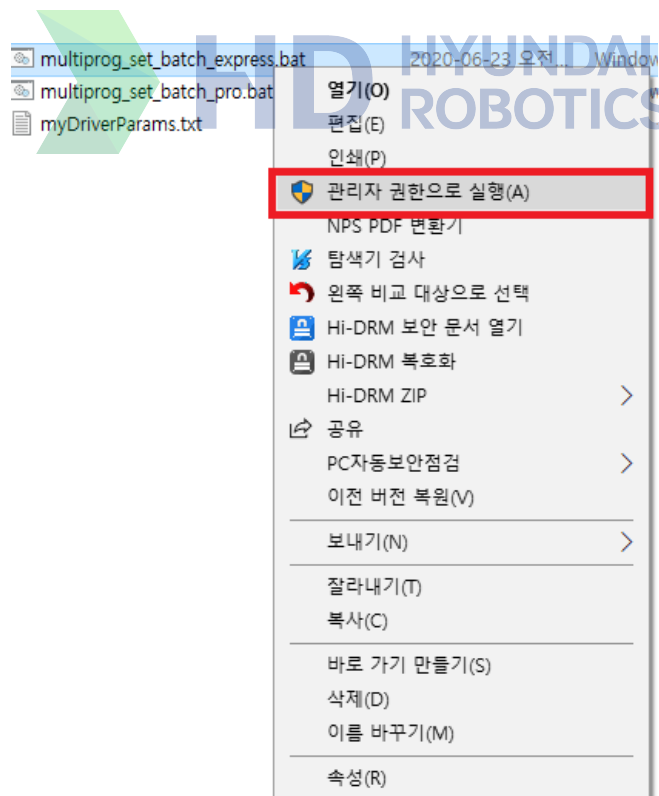 multiprog_set_batch_express.bat 2020-06-23 오전... Window
multiprog_set_batch_pro.bat
myDriverParams.txt
HD HYUNDAI
ROBOTICS
열기(O)
편집(E)
인쇄(P)
관리자 권한으로 실행(A)
NPS PDF 변환기
탐색기 검사
왼쪽 비교 대상으로 선택
Hi-DRM 보안 문서 열기
Hi-DRM 복호화
Hi-DRM ZIP
공유
PC자동보안점검
이전 버전 복원(V)
보내기(N)
잘라내기(T)
복사(C)
바로 가기 만들기(S)
삭제(D)
이름 바꾸기(M)
속성(R)